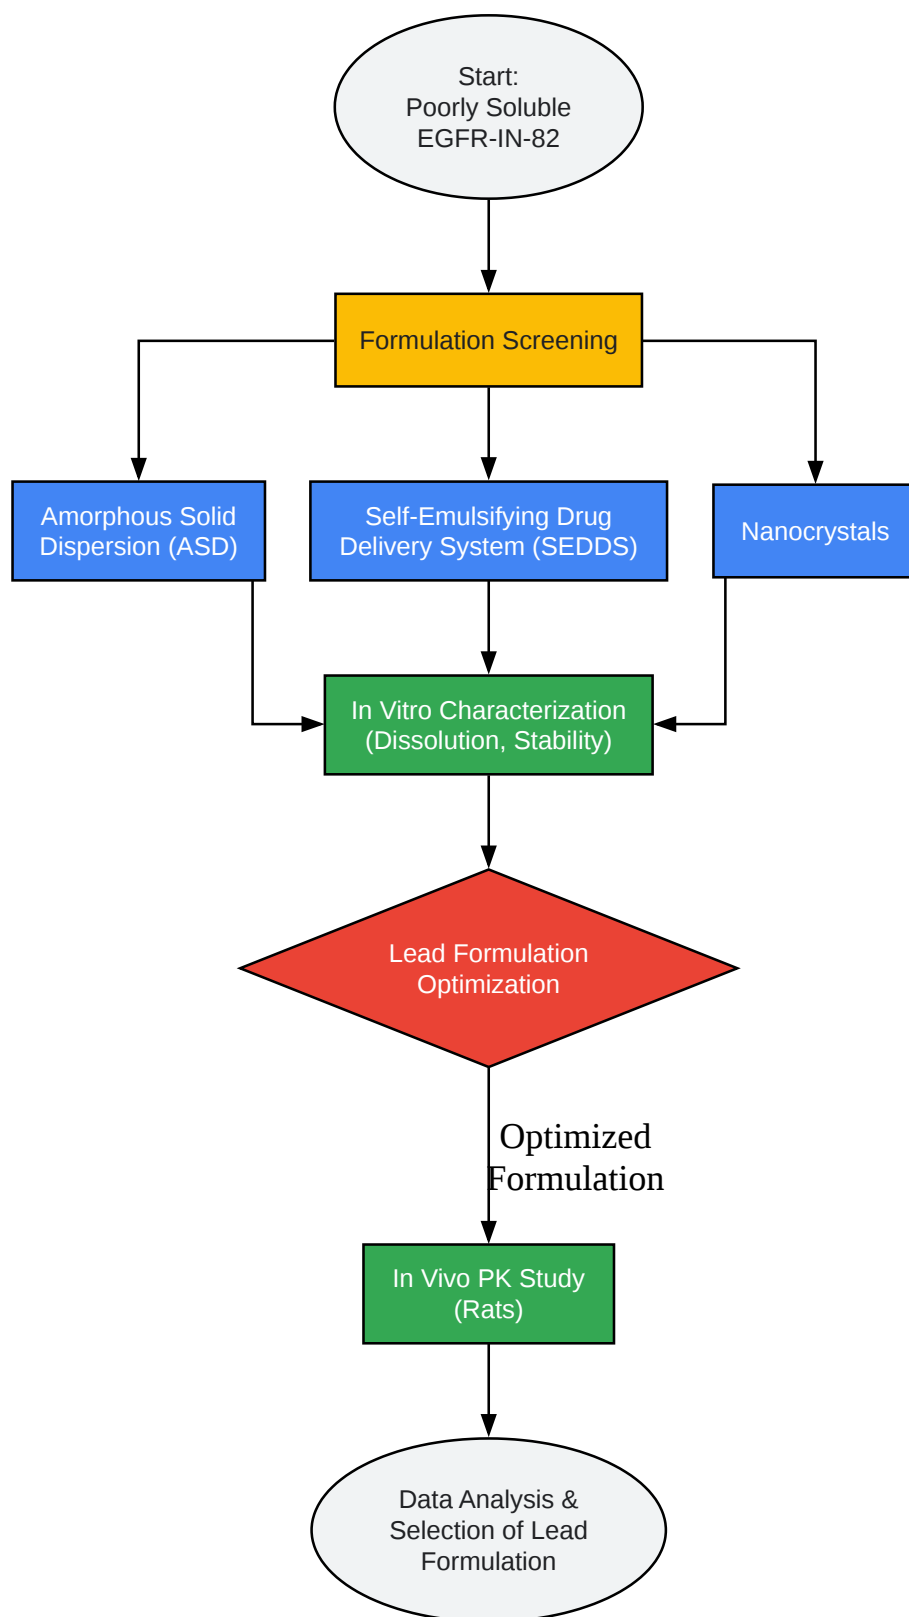 Start:
Poorly Soluble
EGFR-IN-82
Formulation Screening
Amorphous Solid
Dispersion (ASD)
Self-Emulsifying Drug
Delivery System (SEDDS)
Nanocrystals
In Vitro Characterization
(Dissolution, Stability)
Lead Formulation
Optimization
Optimized
Formulation
In Vivo PK Study
(Rats)
Data Analysis &
Selection of Lead
Formulation